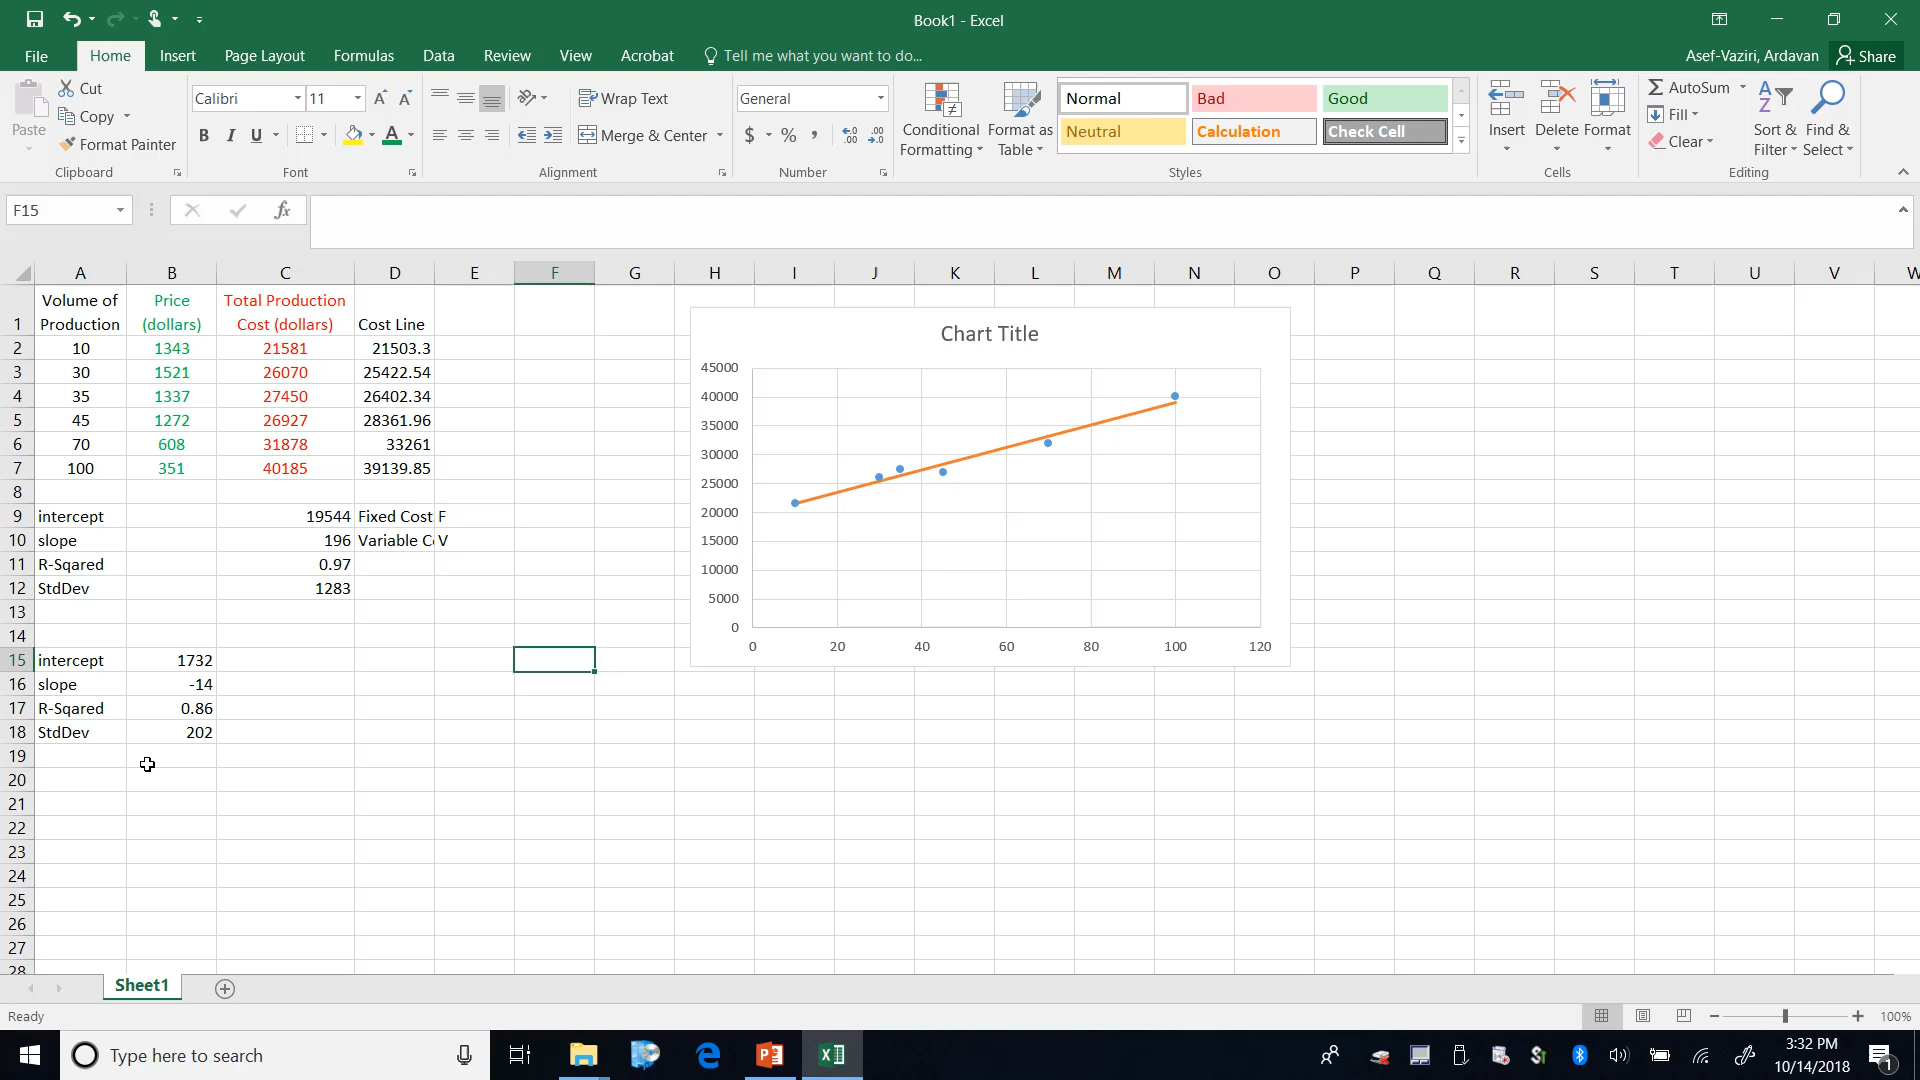 Book1 - Excel
File Home Insert Page Layout Formulas Data Review View Acrobat Tell me what you want to do... Asef-Vaziri, Ardavan Share
Paste
Cut
Copy
Format Painter
Clipboard
Calibri 11
B I U
Font
Wrap Text
Merge & Center
Alignment
General
$ % ,
Number
Conditional Formatting
Format as Table
Normal Bad Good
Neutral Calculation Check Cell
Styles
Insert Delete Format
Cells
AutoSum
Fill
Clear
Sort & Filter
Find & Select
Editing
F15 fx
A B C D E F G H I J K L M N O P Q R S T U V W
1 Volume of Production Price (dollars) Total Production Cost (dollars) Cost Line
2 10 1343 21581 21503.3
3 30 1521 26070 25422.54
4 35 1337 27450 26402.34
5 45 1272 26927 28361.96
6 70 608 31878 33261
7 100 351 40185 39139.85
8
9 intercept 19544 Fixed Cost F
10 slope 196 Variable C V
11 R-Sqared 0.97
12 StdDev 1283
13
14
15 intercept 1732
16 slope -14
17 R-Sqared 0.86
18 StdDev 202
19
20
21
22
23
24
25
26
27
28
Chart Title
45000
40000
35000
30000
25000
20000
15000
10000
5000
0
0 20 40 60 80 100 120
Sheet1
Ready 100%
Type here to search
3:32 PM
10/14/2018
1